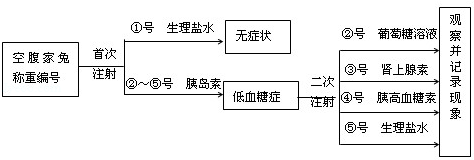 空腹家兔
称重编号
首次
注射
①号 生理盐水
无症状
②～⑤号 胰岛素
低血糖症
二次
注射
②号 葡萄糖溶液
③号 肾上腺素
④号 胰高血糖素
⑤号 生理盐水
观察并记录现象